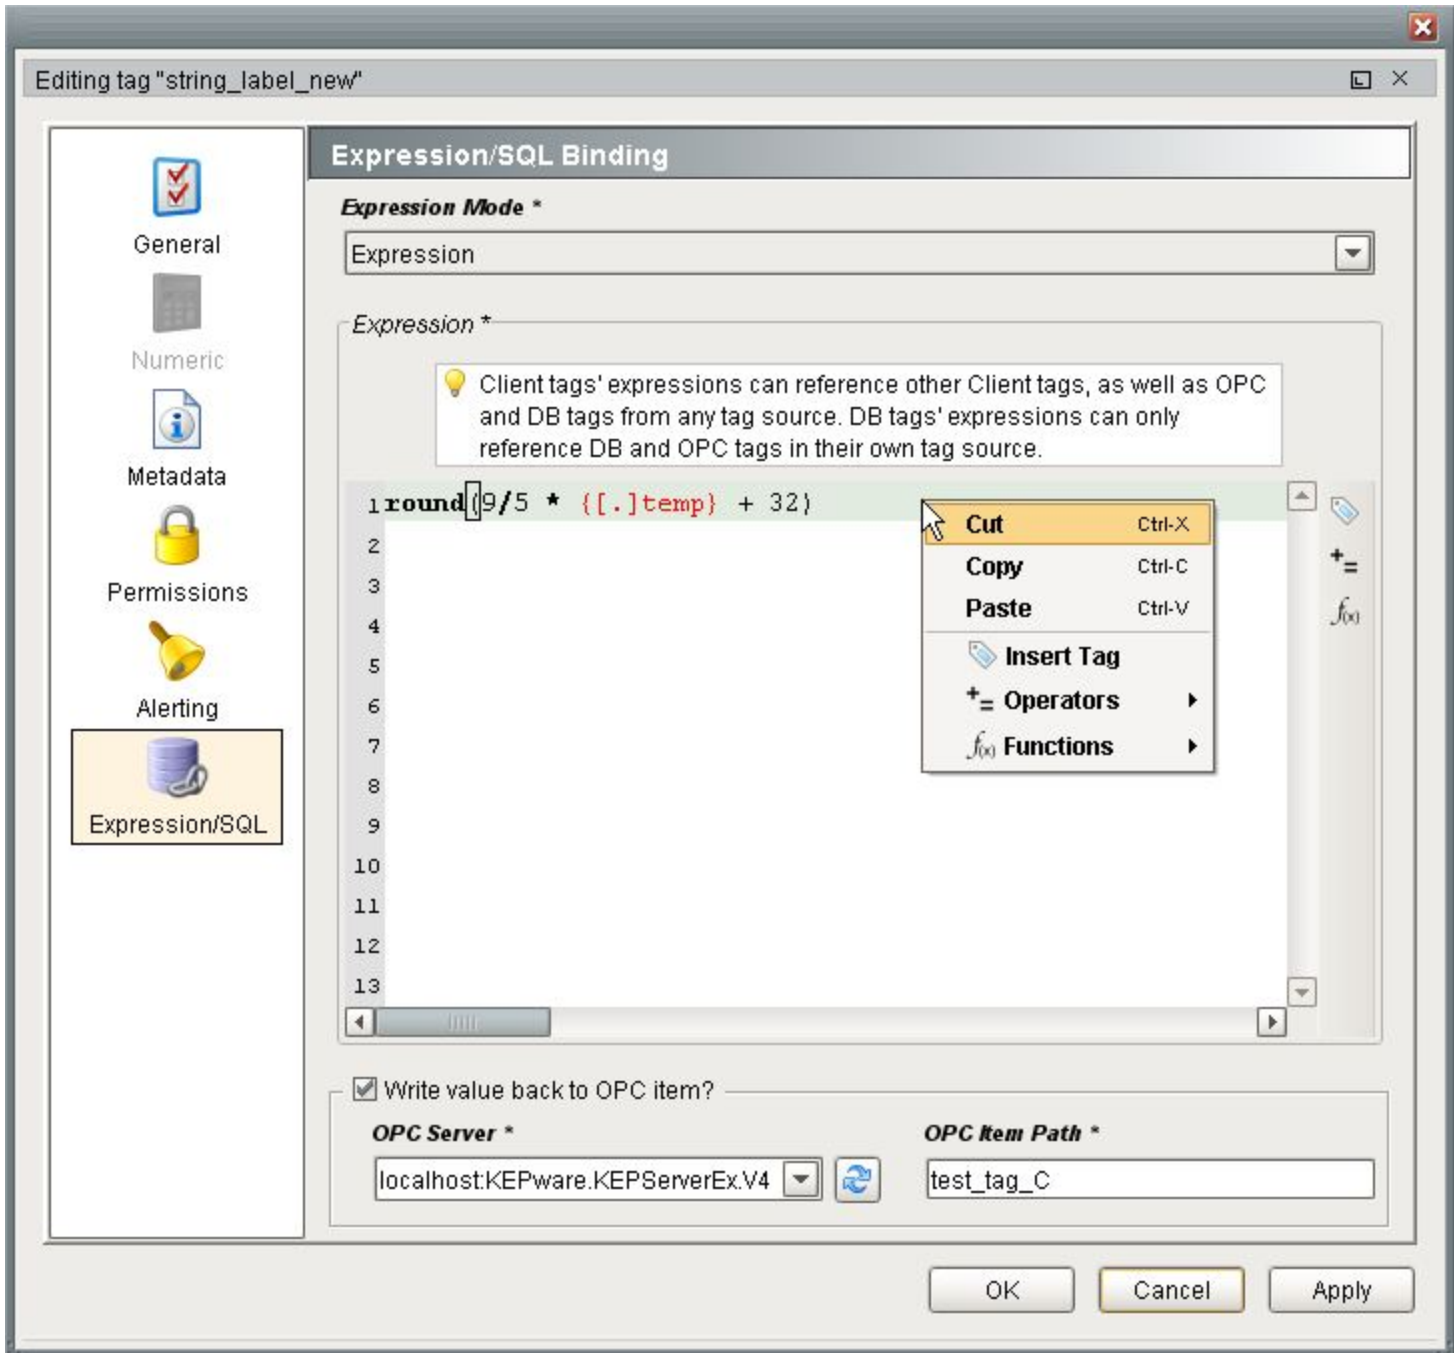 Editing tag "string_label_new"
General
Numeric
Metadata
Permissions
Alerting
Expression/SQL
Expression/SQL Binding
Expression Mode *
Expression
Expression *
Client tags' expressions can reference other Client tags, as well as OPC
and DB tags from any tag source. DB tags' expressions can only
reference DB and OPC tags in their own tag source.
1 round(9/5 * {[.]temp} + 32)
2
3
4
5
6
7
8
9
10
11
12
13
Cut Ctrl-X
Copy Ctrl-C
Paste Ctrl-V
Insert Tag
+= Operators
f(x) Functions
+=
f(x)
Write value back to OPC item?
OPC Server *
localhost:KEPware.KEPServerEx.V4
OPC Item Path *
test_tag_C
OK
Cancel
Apply